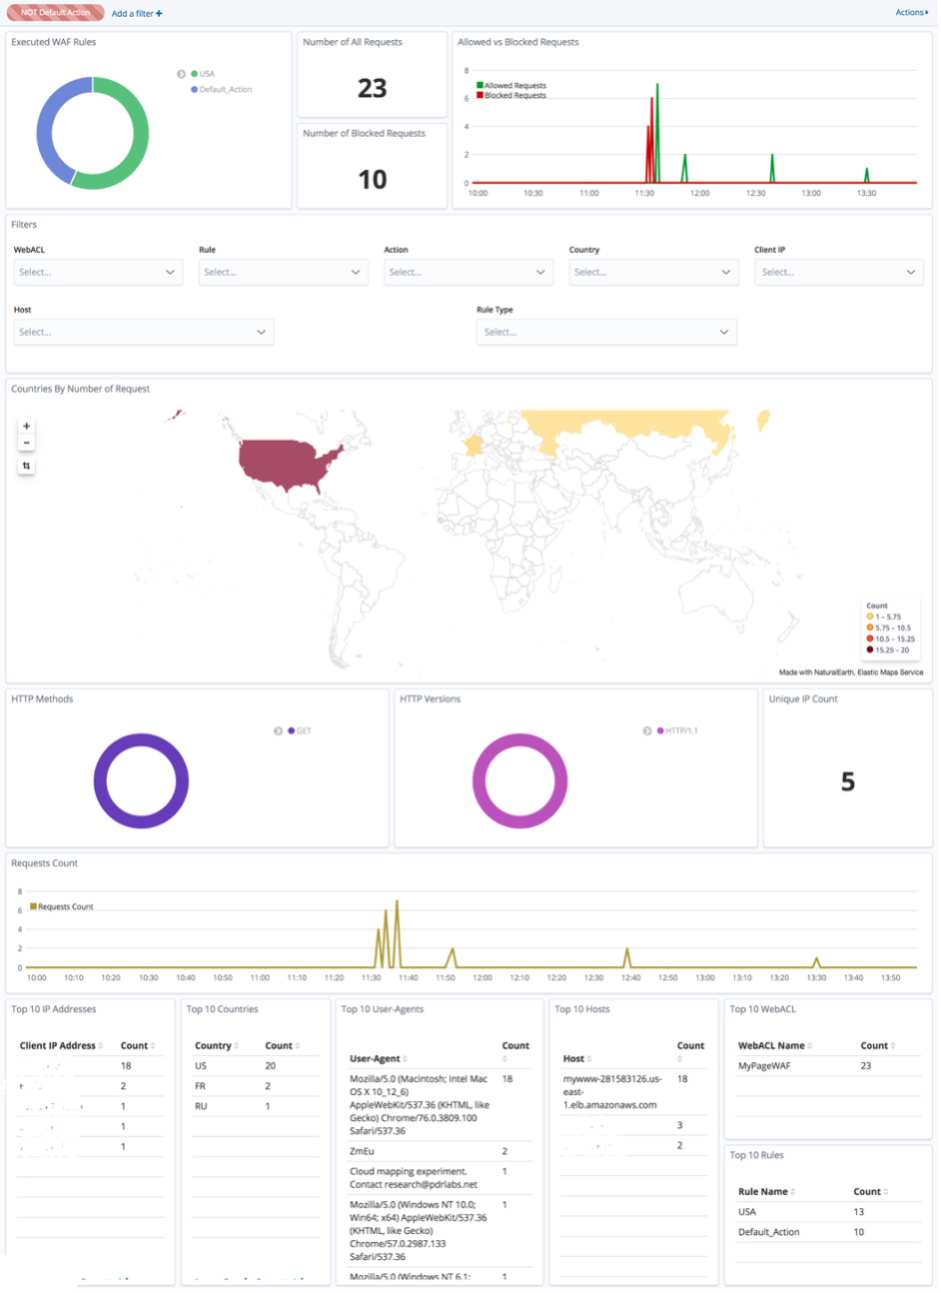 NOT Default Action
Add a filter +
Actions
Executed WAF Rules
USA
Default_Action
Number of All Requests
23
Number of Blocked Requests
10
Allowed vs Blocked Requests
8
6
4
2
0
Allowed Requests
Blocked Requests
10:00 10:30 11:00 11:30 12:00 12:30 13:00 13:30
Filters
WebACL Rule Action Country Client IP
Select... Select... Select... Select... Select...
Host Rule Type
Select... Select...
Countries By Number of Request
+
−
Count
1 – 5.75
5.75 – 10.5
10.5 – 15.25
15.25 – 20
Made with NaturalEarth, Elastic Maps Service
HTTP Methods
GET
HTTP Versions
HTTP/1.1
Unique IP Count
5
Requests Count
8
6
4
2
0
Requests Count
10:00 10:10 10:20 10:30 10:40 10:50 11:00 11:10 11:20 11:30 11:40 11:50 12:00 12:10 12:20 12:30 12:40 12:50 13:00 13:10 13:20 13:30 13:40 13:50
Top 10 IP Addresses
Client IP Address Count
18
2
1
1
1
Top 10 Countries
Country Count
US 20
FR 2
RU 1
Top 10 User-Agents
User-Agent Count
Mozilla/5.0 (Macintosh; Intel Mac 18
OS X 10_12_6)
AppleWebKit/537.36 (KHTML, like
Gecko) Chrome/76.0.3809.100
Safari/537.36
ZmEu 2
Cloud mapping experiment. 1
Contact research@pdrlabs.net
Mozilla/5.0 (Windows NT 10.0; 1
Win64; x64) AppleWebKit/537.36
(KHTML, like Gecko)
Chrome/57.0.2987.133
Safari/537.36
Mozilla/5.0 (Windows NT 6.1; 1
Top 10 Hosts
Host Count
mywww-281583126.us- 18
east-
1.elb.amazonaws.com
3
2
Top 10 WebACL
WebACL Name Count
MyPageWAF 23
Top 10 Rules
Rule Name Count
USA 13
Default_Action 10